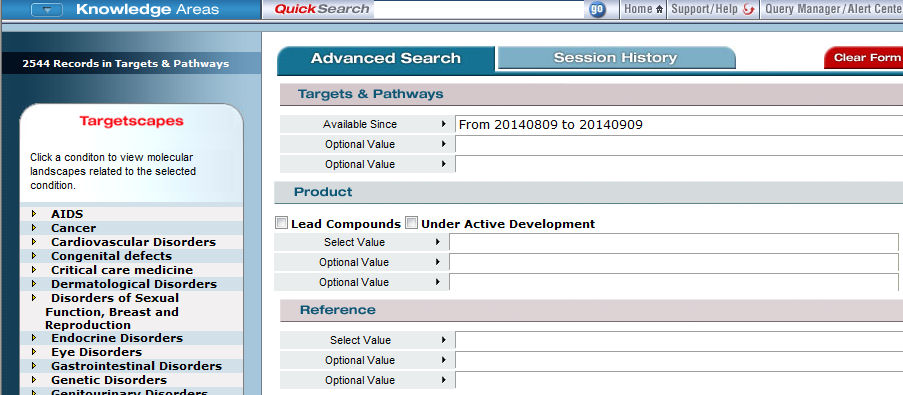 Knowledge Areas
QuickSearch
go
Home
Support/Help
Query Manager/Alert Cente
2544 Records in Targets & Pathways
Targetscapes
Click a conditon to view molecular
landscapes related to the selected
condition.
AIDS
Cancer
Cardiovascular Disorders
Congenital defects
Critical care medicine
Dermatological Disorders
Disorders of Sexual
Function, Breast and
Reproduction
Endocrine Disorders
Eye Disorders
Gastrointestinal Disorders
Genetic Disorders
Genitourinary Disorders
Advanced Search
Session History
Clear Form
Targets & Pathways
Available Since From 20140809 to 20140909
Optional Value
Optional Value
Product
Lead Compounds Under Active Development
Select Value
Optional Value
Optional Value
Reference
Select Value
Optional Value
Optional Value